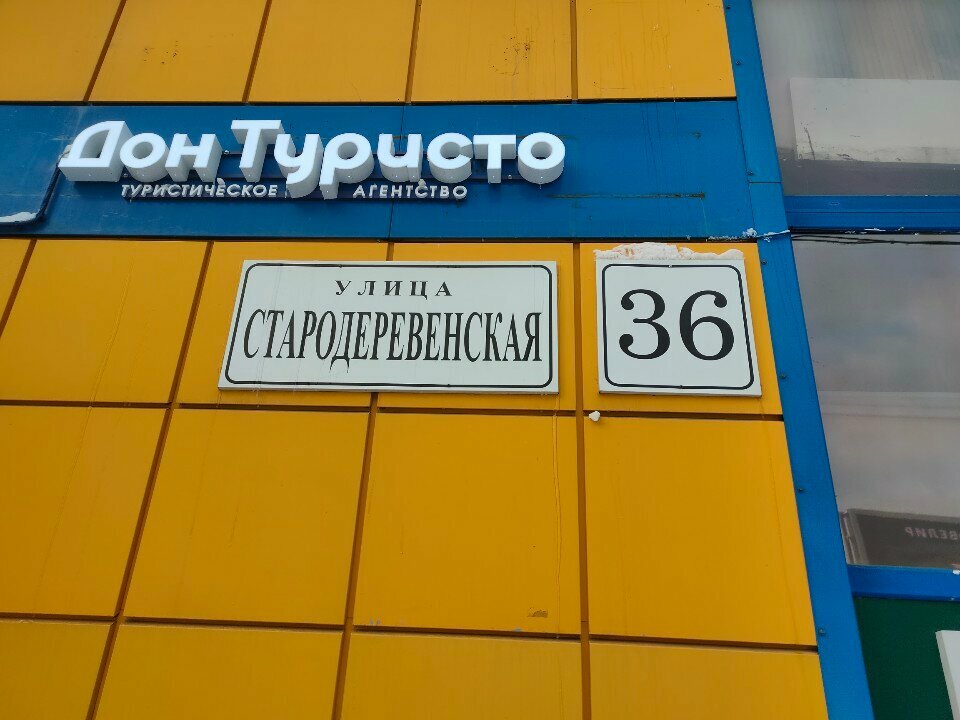 Дон Туристо
ТУРИСТИЧЕСКОЕ АГЕНТСТВО
УЛИЦА
СТАРОДЕРЕВЕНСКАЯ
36